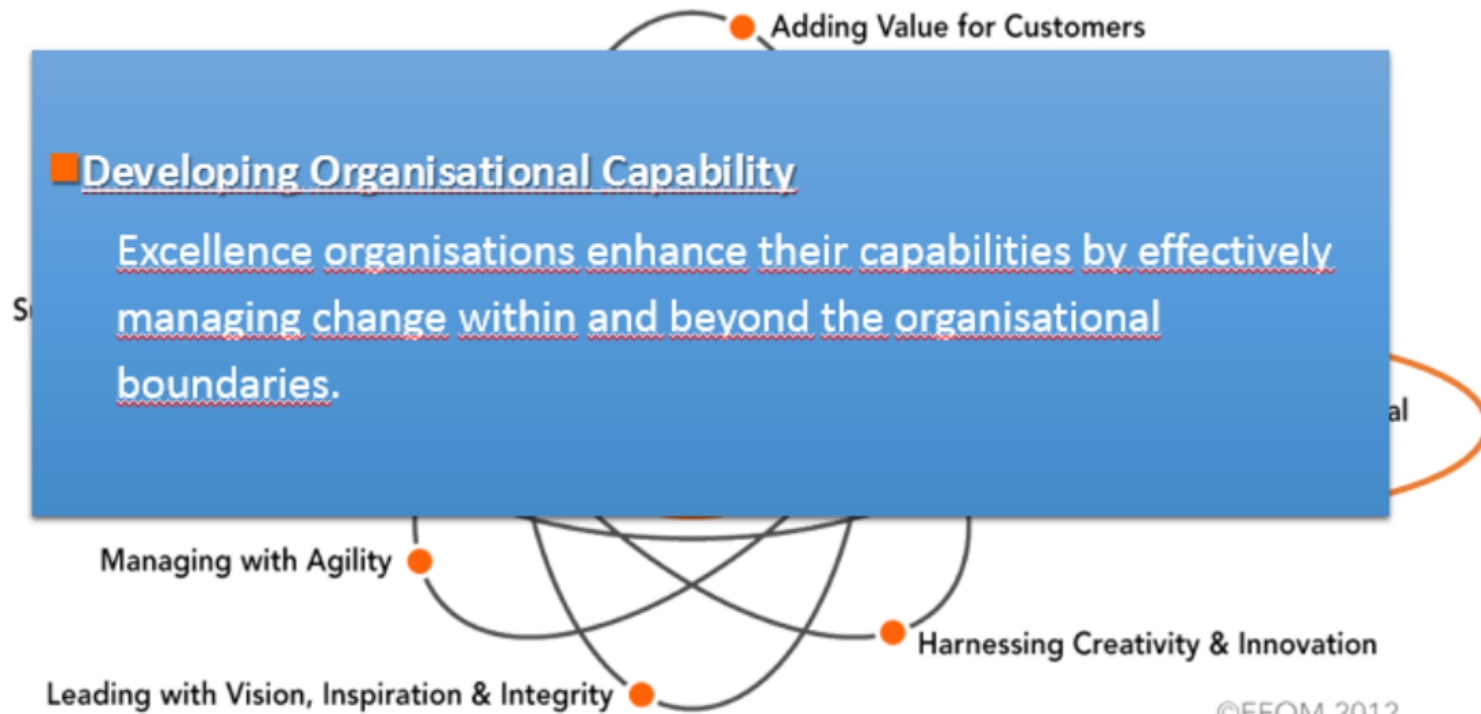 Adding Value for Customers
Developing Organisational Capability
Excellence organisations enhance their capabilities by effectively
managing change within and beyond the organisational
boundaries.
al
Managing with Agility
Harnessing Creativity & Innovation
Leading with Vision, Inspiration & Integrity